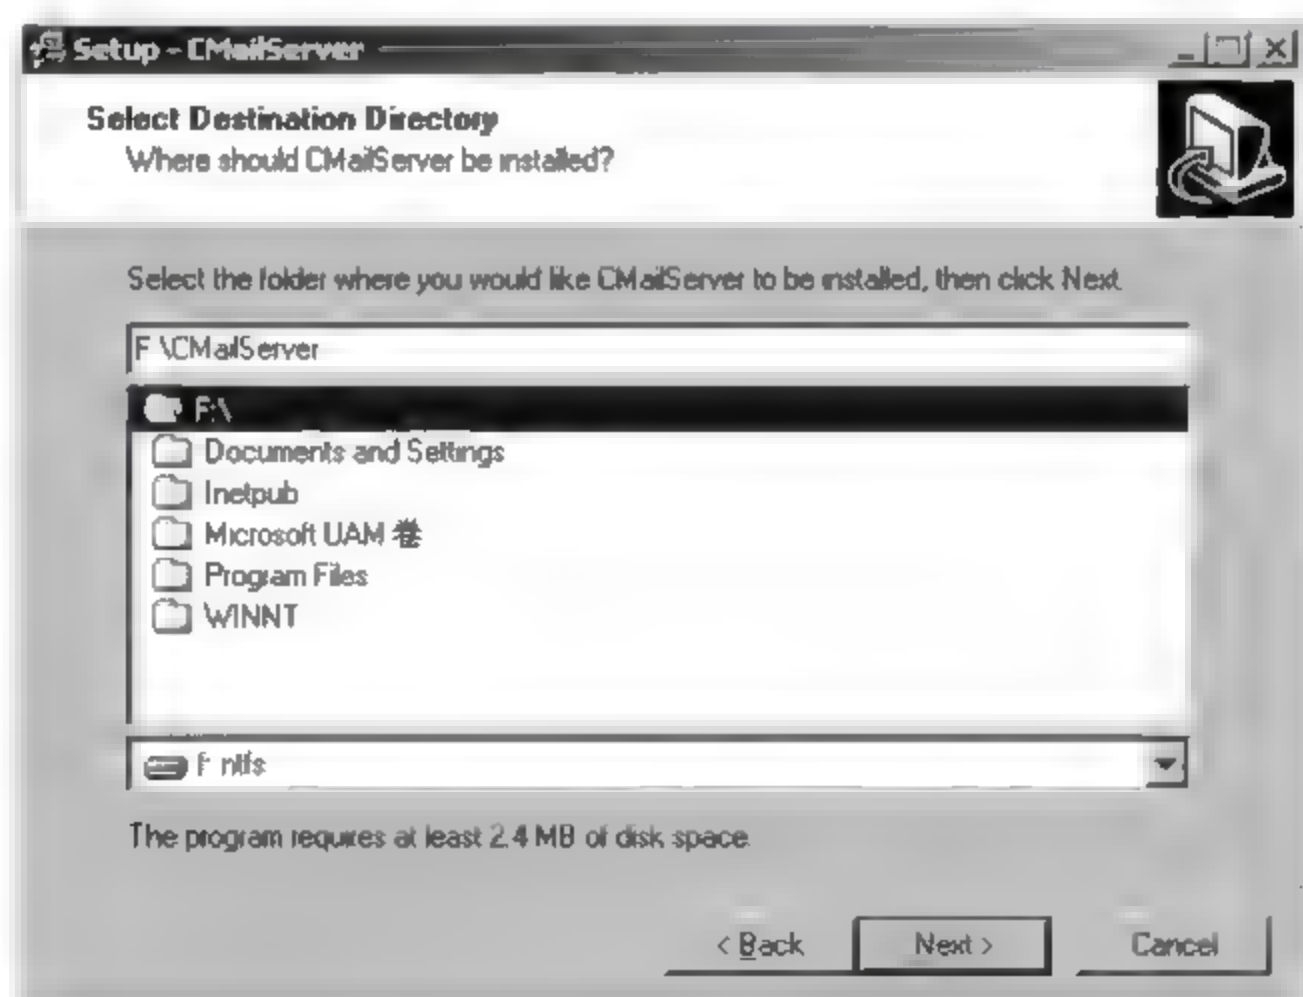 Setup - CMailServer
Select Destination Directory
Where should CMailServer be installed?
Select the folder where you would like CMailServer to be installed, then click Next.
F:\CMailServer
F:\
Documents and Settings
Inetpub
Microsoft UAM 卷
Program Files
WINNT
f: ntfs
The program requires at least 2.4 MB of disk space.
< Back Next > Cancel